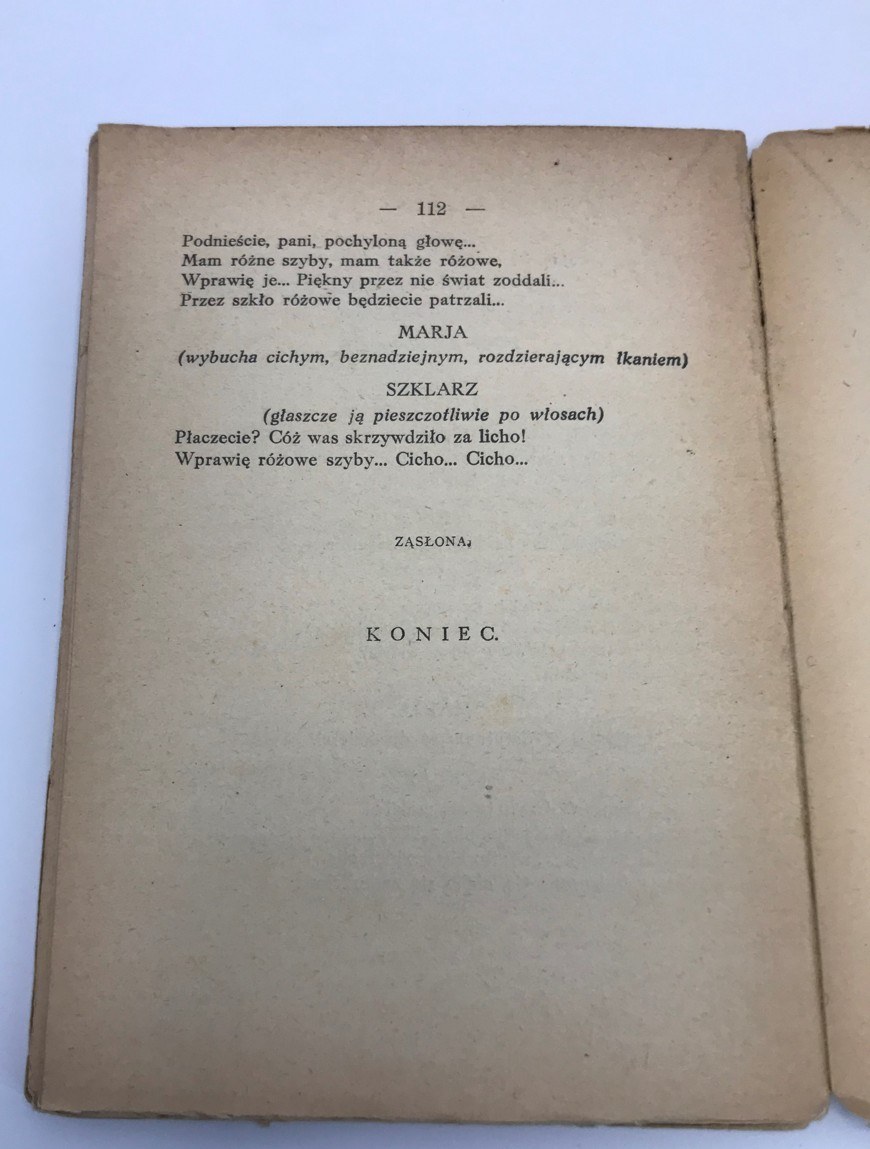 — 112 —
Podnieście, pani, pochyloną głowę...
Mam różne szyby, mam także różowe,
Wprawię je... Piękny przez nie świat zoddali...
Przez szkło różowe będziecie patrzali...
MARJA
(wybucha cichym, beznadziejnym, rozdzierającym łkaniem)
SZKLARZ
(głaszcze ją pieszczotliwie po włosach)
Płaczecie? Cóż was skrzywdziło za licho!
Wprawię różowe szyby... Cicho... Cicho...
ZĄSŁONA,
KONIEC.